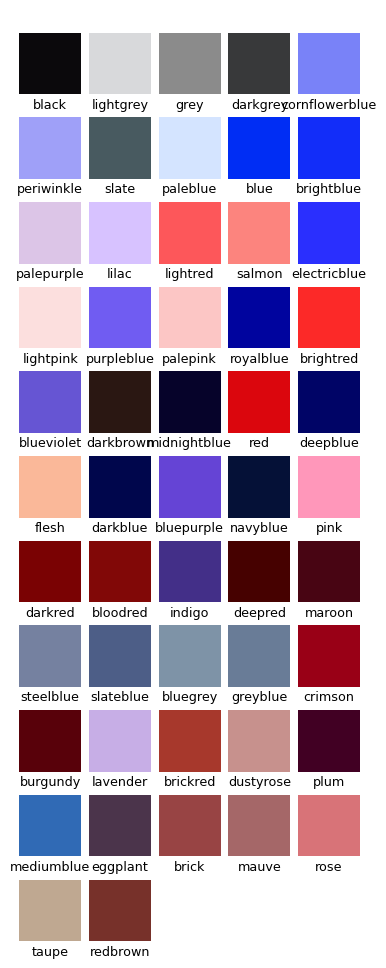 black lightgrey grey darkgrey cornflowerblue
periwinkle slate paleblue blue brightblue
palepurple lilac lightred salmon electricblue
lightpink purpleblue palepink royalblue brightred
blueviolet darkbrown midnightblue red deepblue
flesh darkblue bluepurple navyblue pink
darkred bloodred indigo deepred maroon
steelblue slateblue bluegrey greyblue crimson
burgundy lavender brickred dustyrose plum
mediumblue eggplant brick mauve rose
taupe redbrown